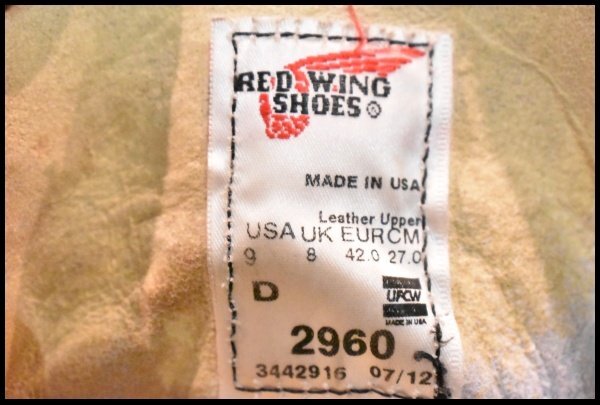 RED WING
SHOES®
MADE IN USA
Leather Upper
USA UK EUR CM
9 8 42.0 27.0
D
UFCW
MADE IN USA
2960
3442916 07/12